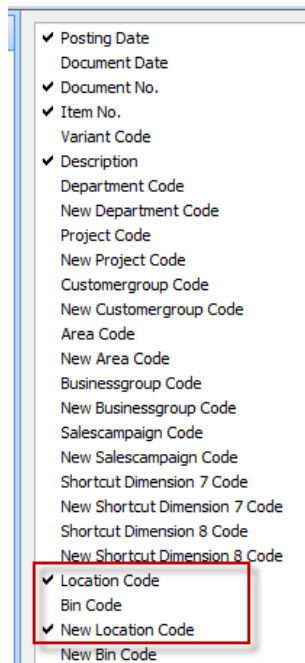 ✔ Posting Date
Document Date
✔ Document No.
✔ Item No.
Variant Code
✔ Description
Department Code
New Department Code
Project Code
New Project Code
Customergroup Code
New Customergroup Code
Area Code
New Area Code
Businessgroup Code
New Businessgroup Code
Salescampaign Code
New Salescampaign Code
Shortcut Dimension 7 Code
New Shortcut Dimension 7 Code
Shortcut Dimension 8 Code
New Shortcut Dimension 8 Code
✔ Location Code
Bin Code
✔ New Location Code
New Bin Code